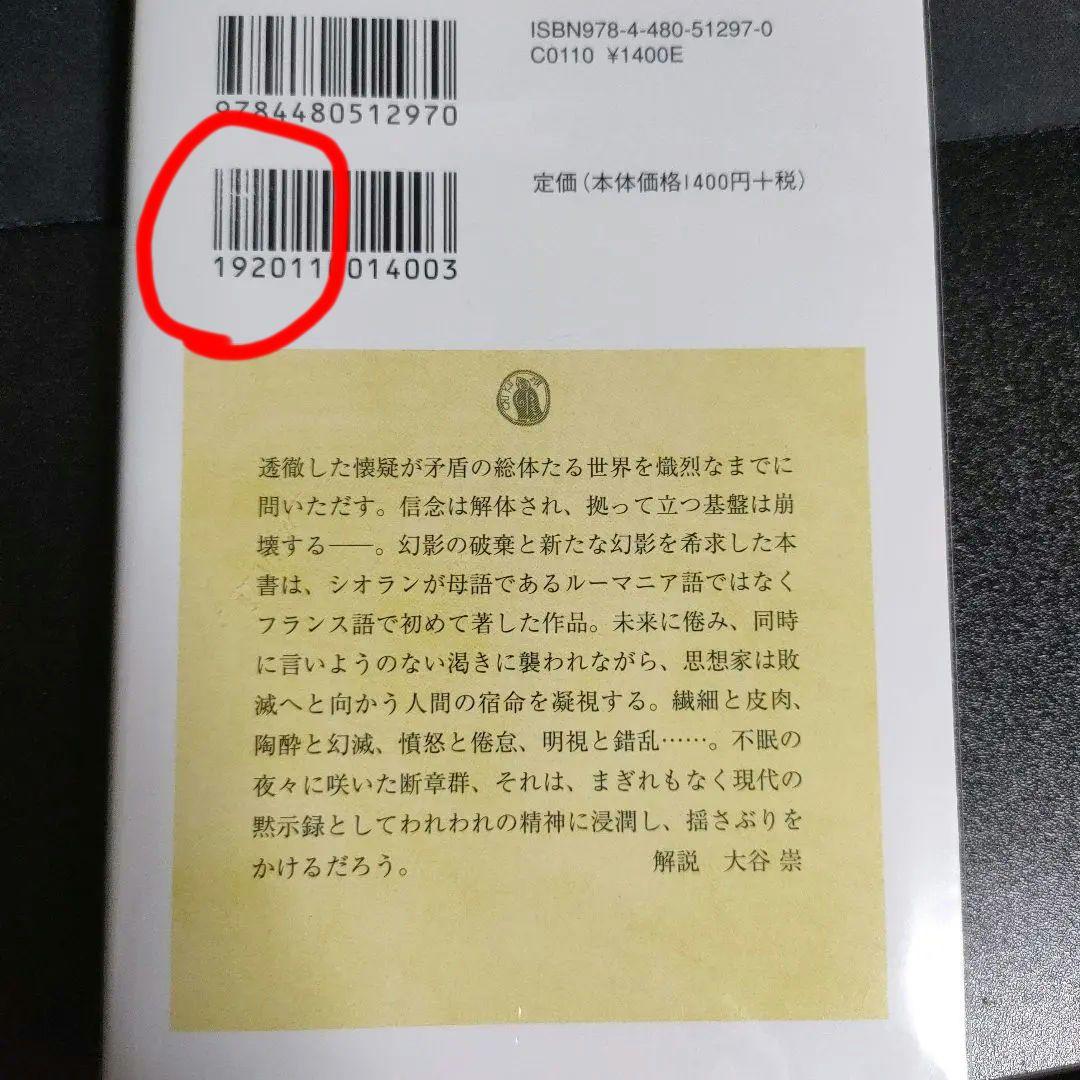 ISBN978-4-480-51297-0
C0110 ¥1400E
9784480512970
定価(本体価格1400円+税)
1920110014003
透徹した懐疑が矛盾の総体たる世界を熾烈なまでに
問いただす。信念は解体され、拠って立つ基盤は崩
壊する――。幻影の破棄と新たな幻影を希求した本
書は、シオランが母語であるルーマニア語ではなく
フランス語で初めて著した作品。未来に倦み、同時
に言いようのない渇きに襲われながら、思想家は敗
滅へと向かう人間の宿命を凝視する。繊細と皮肉、
陶酔と幻滅、憤怒と倦怠、明視と錯乱……。不眠の
夜々に咲いた断章群、それは、まぎれもなく現代の
黙示録としてわれわれの精神に浸潤し、揺さぶりを
かけるだろう。 解説 大谷 崇